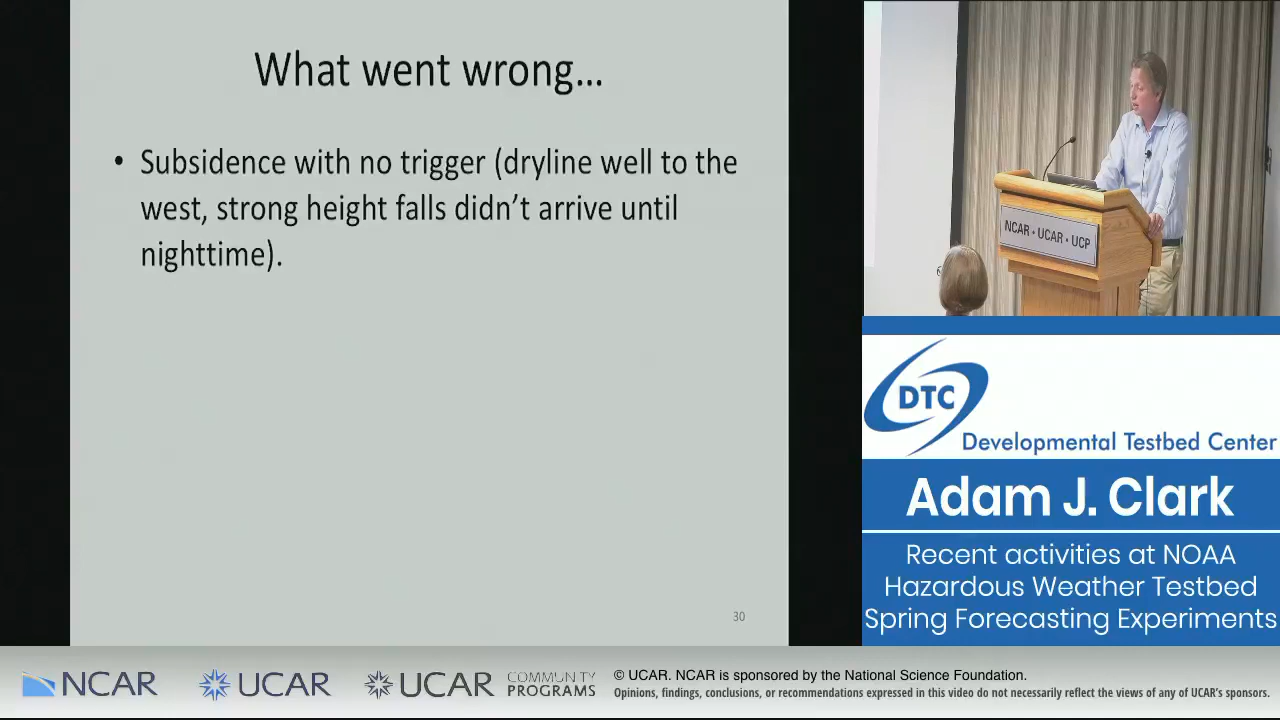 What went wrong...
• Subsidence with no trigger (dryline well to the
west, strong height falls didn't arrive until
nighttime).
30
NCAR • UCAR • UCP
DTC
Developmental Testbed Center
Adam J. Clark
Recent activities at NOAA
Hazardous Weather Testbed
Spring Forecasting Experiments
NCAR
UCAR
UCAR
COMMUNITY
PROGRAMS
© UCAR. NCAR is sponsored by the National Science Foundation.
Opinions, findings, conclusions, or recommendations expressed in this video do not necessarily reflect the views of any of UCAR's sponsors.